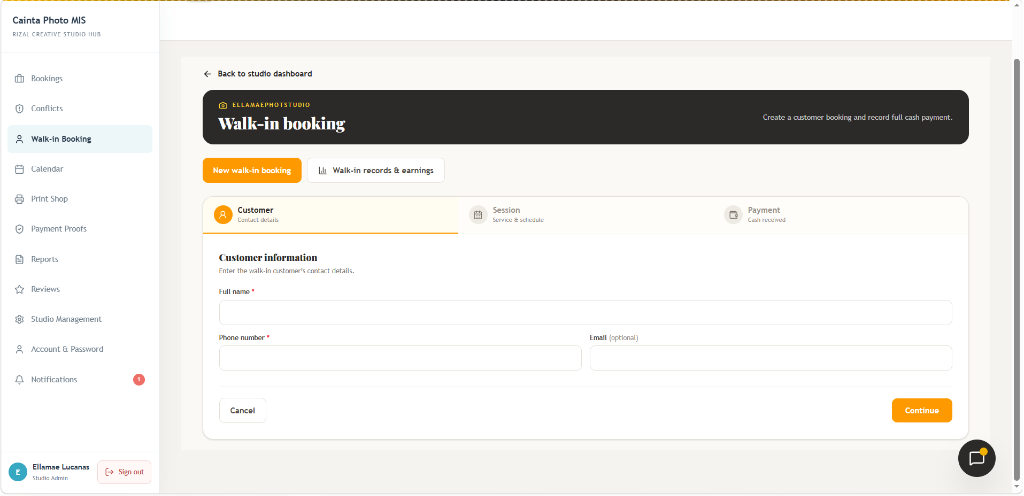 Cainta Photo MIS
RIZAL CREATIVE STUDIO HUB
Bookings
Conflicts
Walk-in Booking
Calendar
Print Shop
Payment Proofs
Reports
Reviews
Studio Management
Account & Password
Notifications
1
E
Ellamae Lucanas
Studio Admin
Sign out
Back to studio dashboard
ELLAMAEPHOTSTUDIO
Walk-in booking
Create a customer booking and record full cash payment.
New walk-in booking
Walk-in records & earnings
Customer
Contact details
Session
Service & schedule
Payment
Cash received
Customer information
Enter the walk-in customer's contact details.
Full name *
Phone number *
Email (optional)
Cancel
Continue